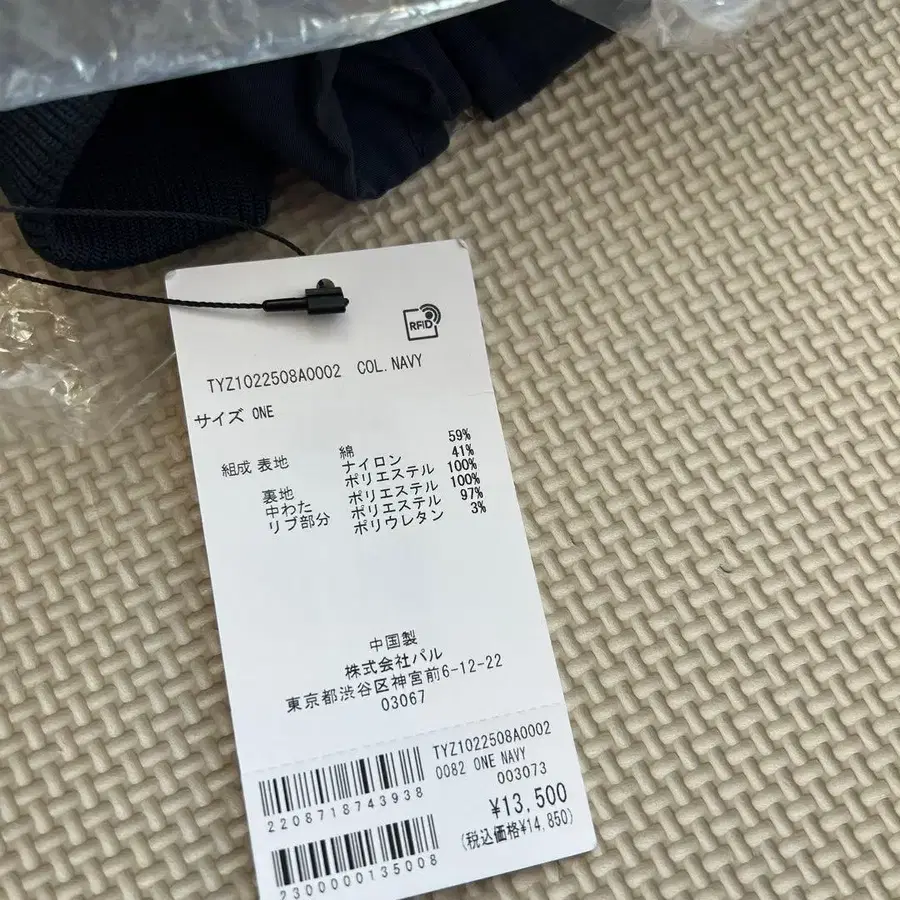 RFID
TYZ1022508A0002 COL.NAVY
サイズ ONE
組成 表地 綿 59%
ナイロン 41%
裏地 ポリエステル 100%
中わた ポリエステル 100%
リブ部分 ポリエステル 97%
ポリウレタン 3%
中国製
株式会社パル
東京都渋谷区神宮前6-12-22
03067
TYZ1022508A0002
0082 ONE NAVY
003073
2208718743938
¥13,500
(税込価格¥14,850)
2300000135008